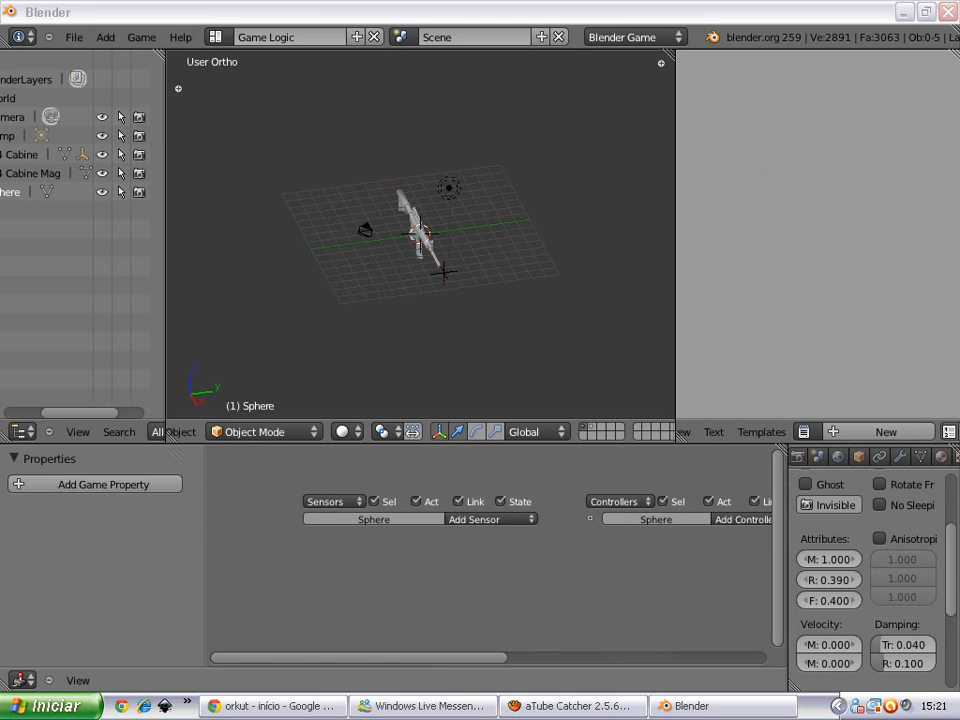 Blender
File Add Game Help Game Logic Scene Blender Game blender.org 259 | Ve:2891 | Fa:3063 | Ob:0-5 | La
User Ortho
nderLayers
orld
mera
mp
4 Cabine
4 Cabine Mag
here
z
y
x
(1) Sphere
View Search All Object Object Mode Global ew Text Templates New
Properties
Add Game Property
Sensors Sel Act Link State
Sphere Add Sensor
Controllers Sel Act Li
Sphere Add Controlle
Ghost Rotate Fr
Invisible No Sleepi
Attributes: Anisotropi
M: 1.000 1.000
R: 0.390 1.000
F: 0.400 1.000
Velocity: Damping:
M: 0.000 Tr: 0.040
M: 0.000 R: 0.100
View
Iniciar orkut - início - Google ... Windows Live Messen... aTube Catcher 2.5.6... Blender 15:21